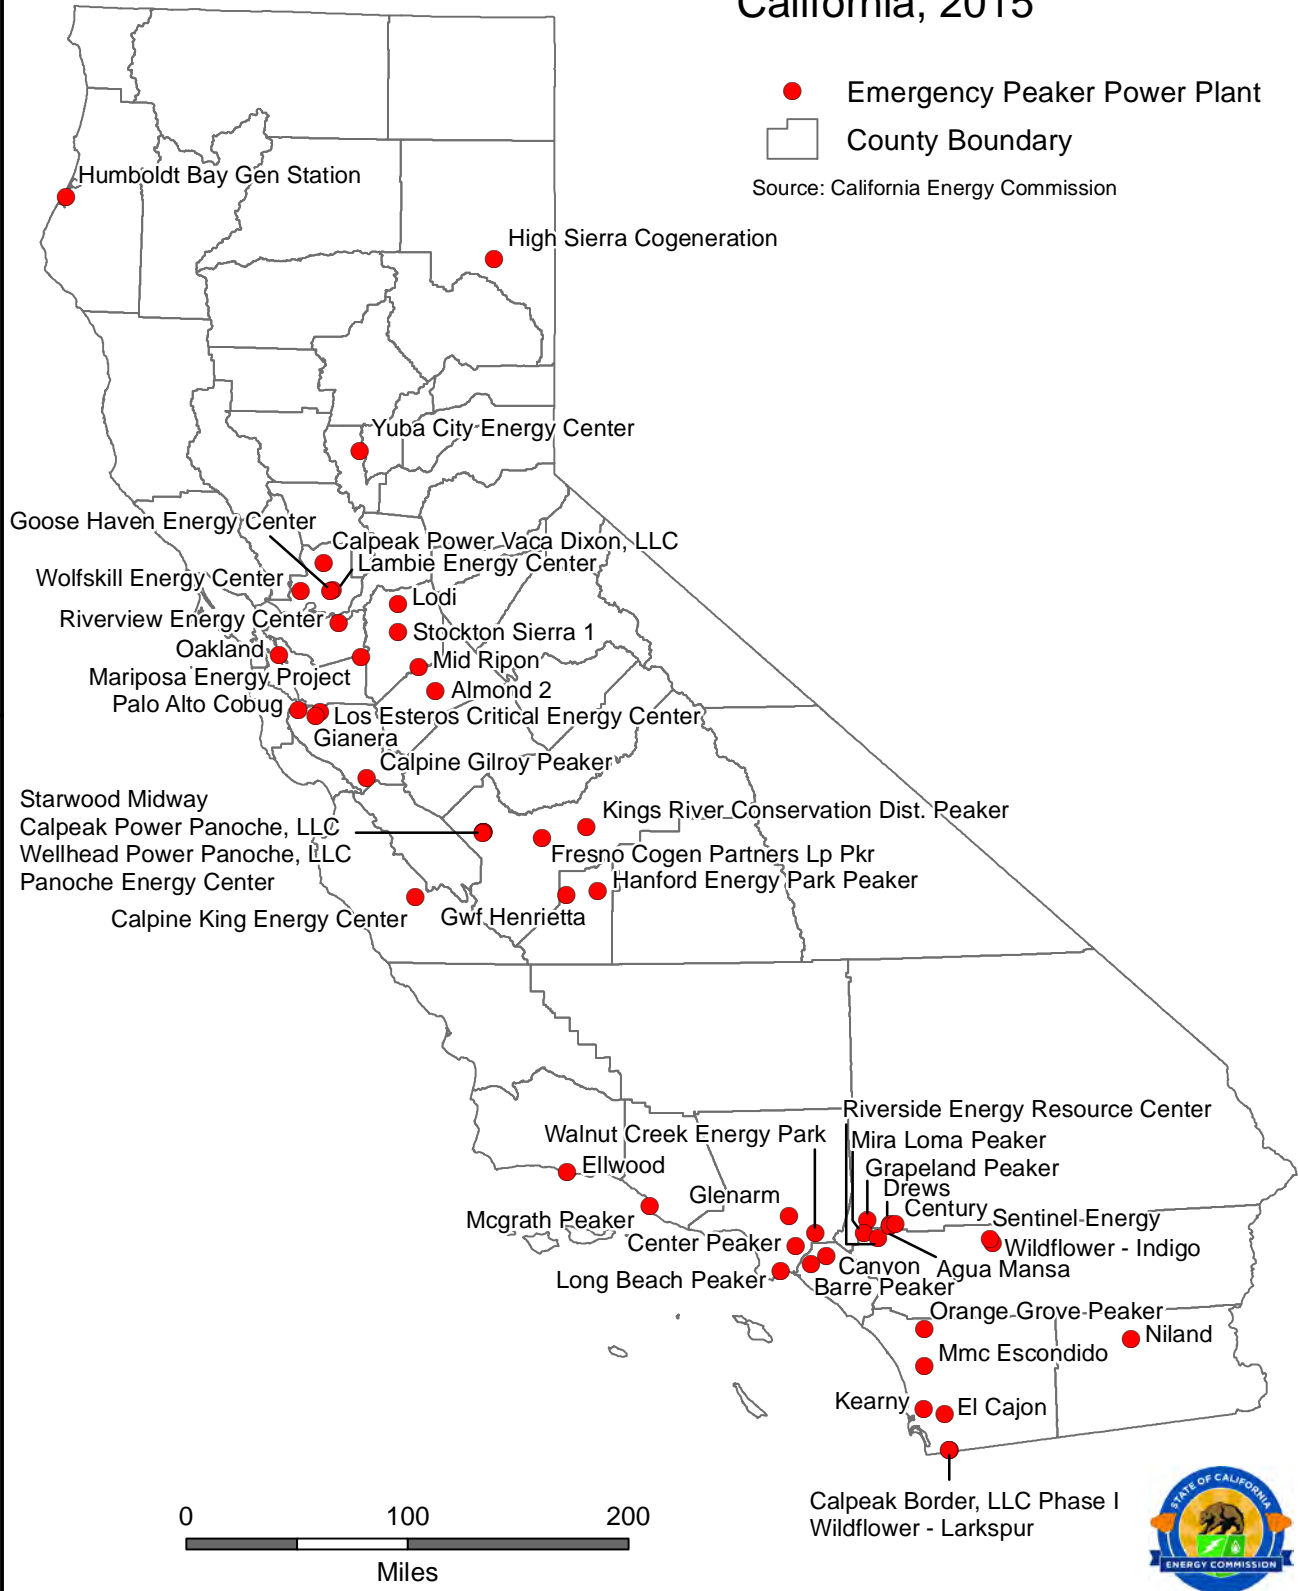 California, 2015
Emergency Peaker Power Plant
County Boundary
Source: California Energy Commission
Humboldt Bay Gen Station
High Sierra Cogeneration
Yuba City Energy Center
Goose Haven Energy Center
Calpeak Power Vaca Dixon, LLC
Lambie Energy Center
Wolfskill Energy Center
Lodi
Riverview Energy Center
Stockton Sierra 1
Oakland
Mid Ripon
Mariposa Energy Project
Almond 2
Palo Alto Cobug
Los Esteros Critical Energy Center
Gianera
Calpine Gilroy Peaker
Starwood Midway
Calpeak Power Panoche, LLC
Wellhead Power Panoche, LLC
Panoche Energy Center
Kings River Conservation Dist. Peaker
Fresno Cogen Partners Lp Pkr
Hanford Energy Park Peaker
Calpine King Energy Center
Gwf Henrietta
Riverside Energy Resource Center
Walnut Creek Energy Park
Mira Loma Peaker
Ellwood
Grapeland Peaker
Drews
Glenarm
Century
Mcgrath Peaker
Sentinel Energy
Center Peaker
Wildflower - Indigo
Canyon
Agua Mansa
Long Beach Peaker
Barre Peaker
Orange Grove Peaker
Niland
Mmc Escondido
Kearny
El Cajon
Calpeak Border, LLC Phase I
Wildflower - Larkspur
0 100 200
Miles
STATE OF CALIFORNIA
ENERGY COMMISSION